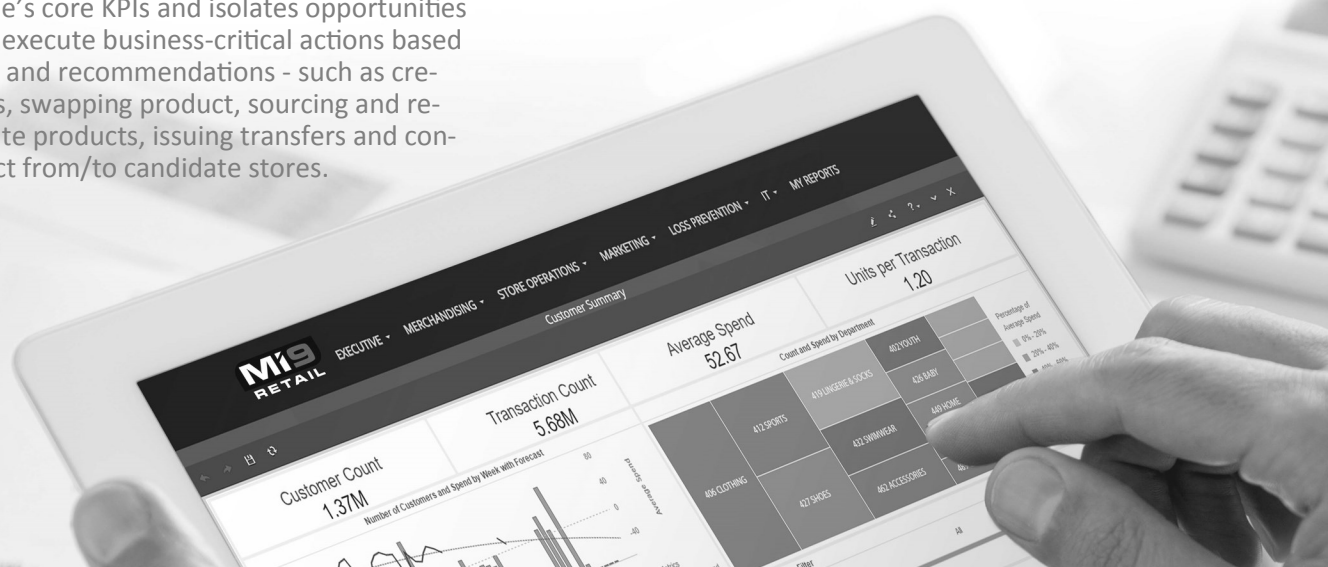 e's core KPIs and isolates opportunities
execute business-critical actions based
and recommendations - such as cre-
s, swapping product, sourcing and re-
te products, issuing transfers and con-
ct from/to candidate stores.
Mi9
RETAIL
EXECUTIVE
MERCHANDISING
STORE OPERATIONS
MARKETING
LOSS PREVENTION
IT
MY REPORTS
Customer Summary
Customer Count
1.37M
Transaction Count
5.68M
Average Spend
52.67
Units per Transaction
1.20
Number of Customers and Spend by Week with Forecast
80
40
0
-40
Average Spend
Count and Spend by Department
406 CLOTHING
412 SPORTS
427 SHOES
419 LINGERIE & SOCKS
432 SWIMWEAR
462 ACCESSORIES
402 YOUTH
426 BABY
449 HOME
Percentage of
Average Spend
0% - 20%
20% - 40%
Filter
All